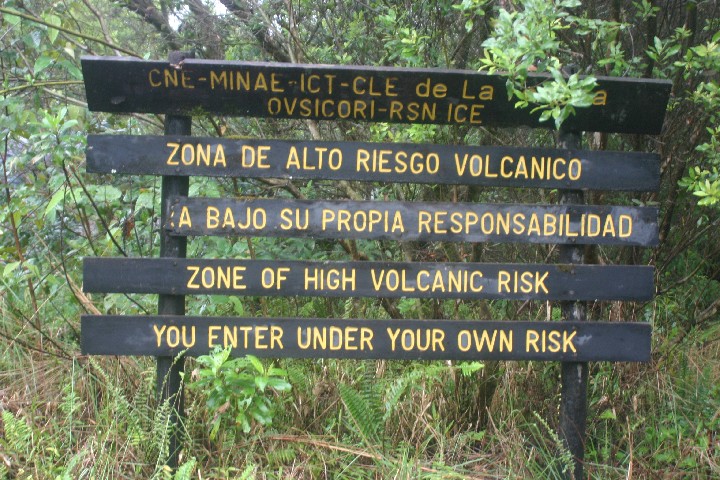 CNE-MINAE-ICT-CLE de La
OVSICORI-RSN ICE
ZONA DE ALTO RIESGO VOLCANICO
A BAJO SU PROPIA RESPONSABILIDAD
ZONE OF HIGH VOLCANIC RISK
YOU ENTER UNDER YOUR OWN RISK